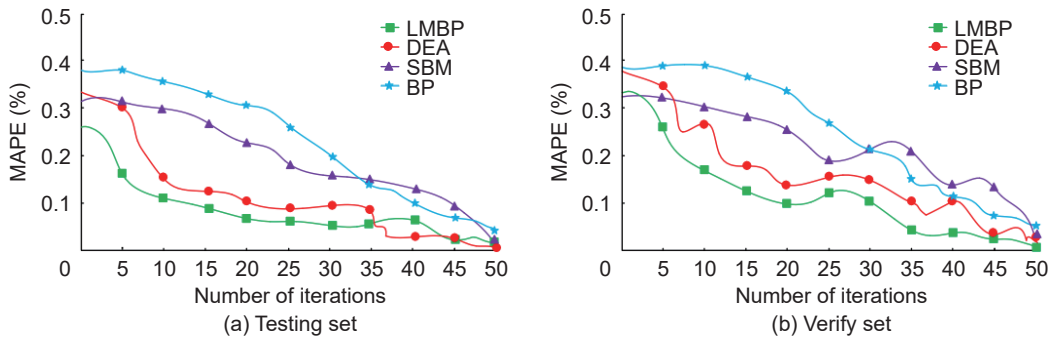 0.5
0.4
0.3
0.2
0.1
0
MAPE (%)
LMBP
DEA
SBM
BP
5 10 15 20 25 30 35 40 45 50
Number of iterations
(a) Testing set
0.5
0.4
0.3
0.2
0.1
0
MAPE (%)
LMBP
DEA
SBM
BP
5 10 15 20 25 30 35 40 45 50
Number of iterations
(b) Verify set